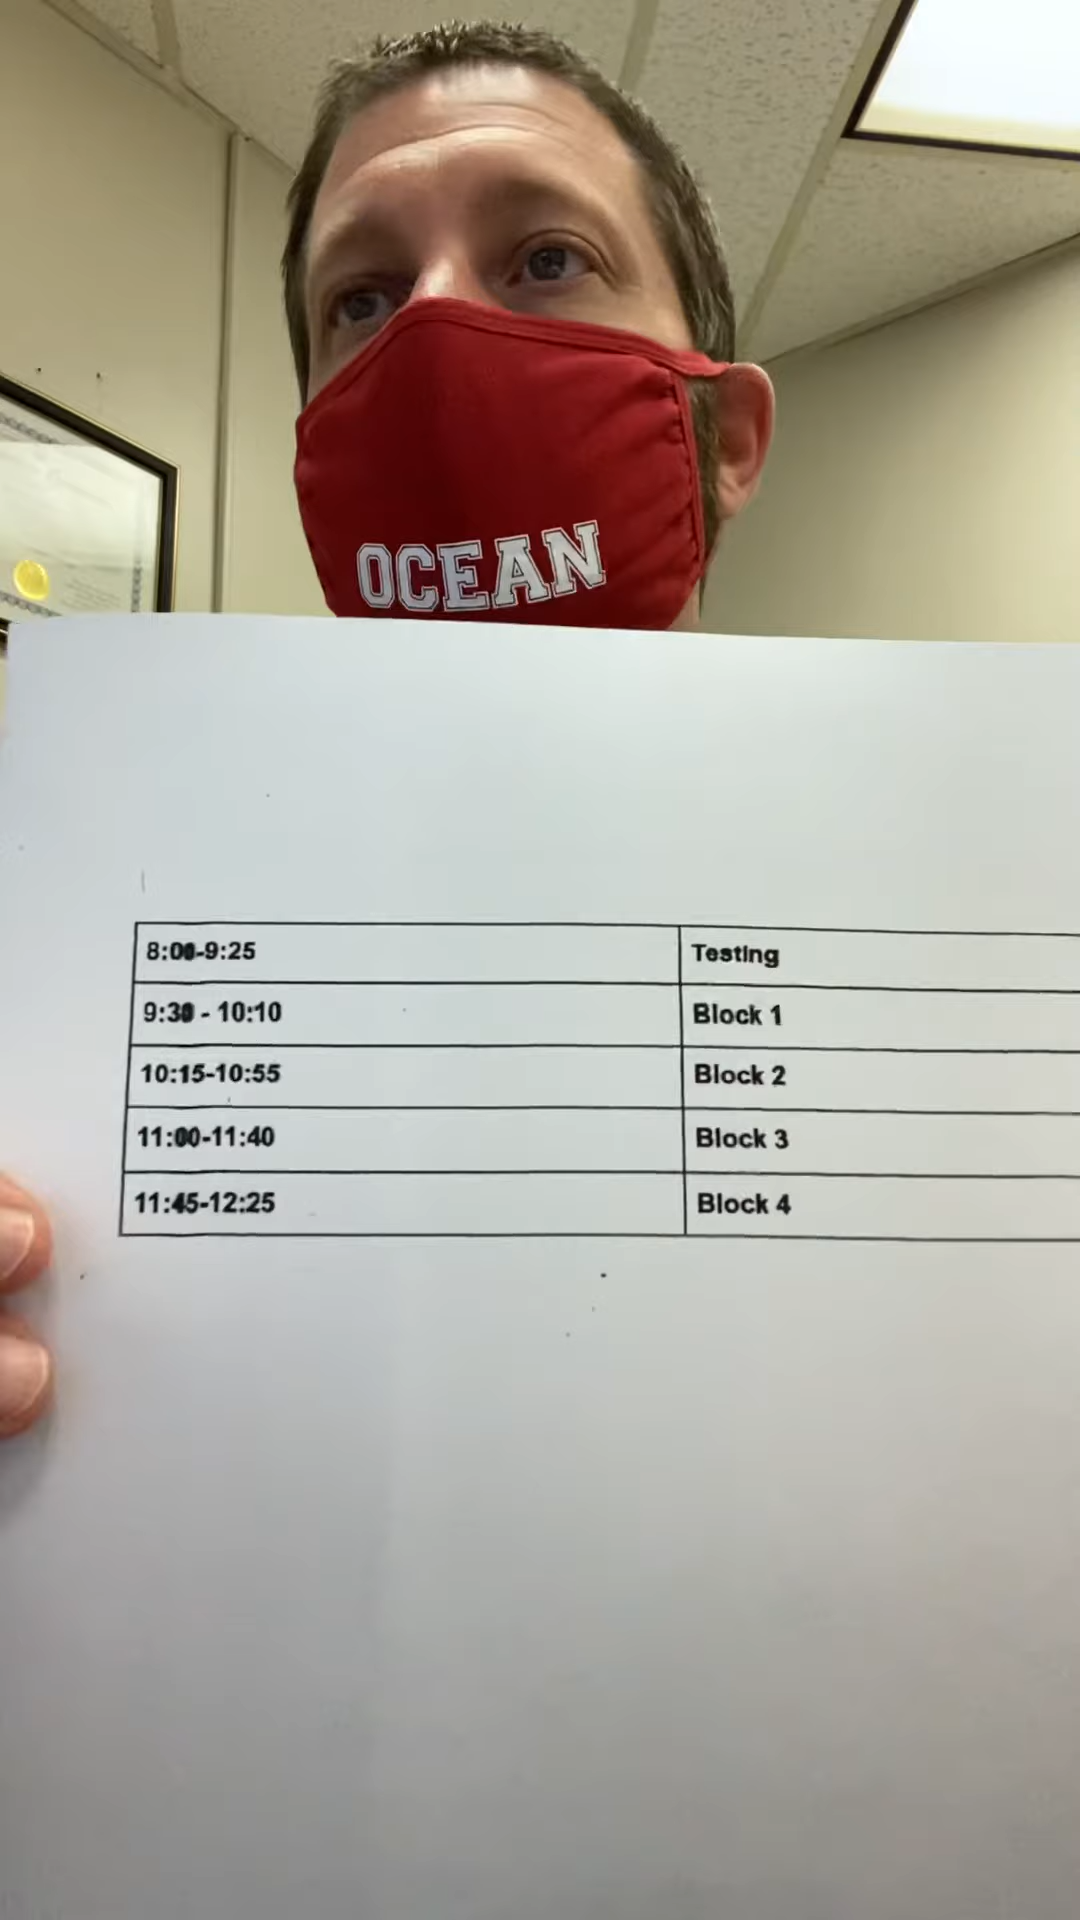 OCEAN
8:00-9:25 Testing
9:30 - 10:10 Block 1
10:15-10:55 Block 2
11:00-11:40 Block 3
11:45-12:25 Block 4